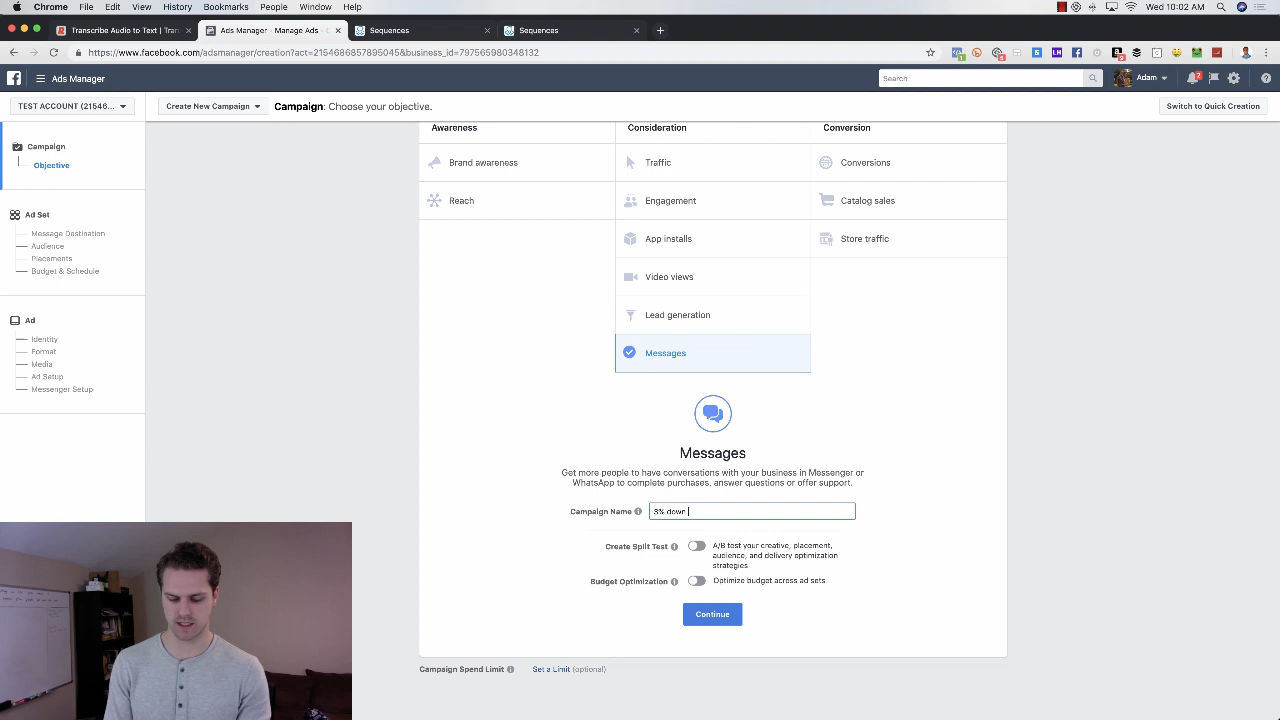 Chrome File Edit View History Bookmarks People Window Help
Wed 10:02 AM
Transcribe Audio to Text | Tran
Ads Manager - Manage Ads - C
Sequences
Sequences
https://www.facebook.com/adsmanager/creation?act=2154686857895045&business_id=797565980348132
Ads Manager
Search
Adam
2
TEST ACCOUNT (21546...
Create New Campaign
Campaign: Choose your objective.
Switch to Quick Creation
Campaign
Objective
Ad Set
Message Destination
Audience
Placements
Budget & Schedule
Ad
Identity
Format
Media
Ad Setup
Messenger Setup
Awareness Consideration Conversion
Brand awareness Traffic Conversions
Reach Engagement Catalog sales
App installs Store traffic
Video views
Lead generation
Messages
Messages
Get more people to have conversations with your business in Messenger or
WhatsApp to complete purchases, answer questions or offer support.
Campaign Name 3% down
Create Split Test A/B test your creative, placement,
audience, and delivery optimization
strategies
Budget Optimization Optimize budget across ad sets
Continue
Campaign Spend Limit Set a Limit (optional)